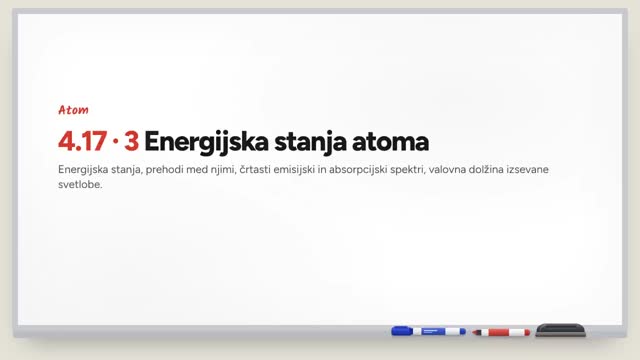 Atom
4.17 · 3 Energijska stanja atoma
Energijska stanja, prehodi med njimi, črtasti emisijski in absorpcijski spektri, valovna dolžina izsevane
svetlobe.